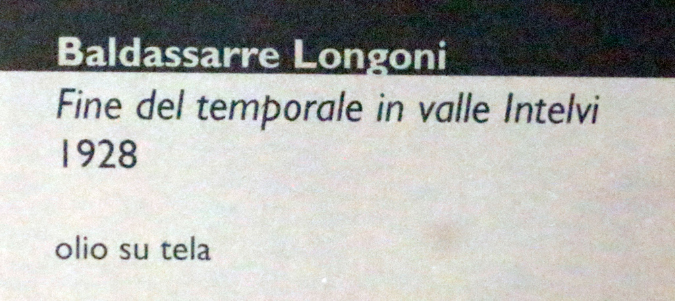 Baldassarre Longoni
Fine del temporale in valle Intelvi
1928
olio su tela